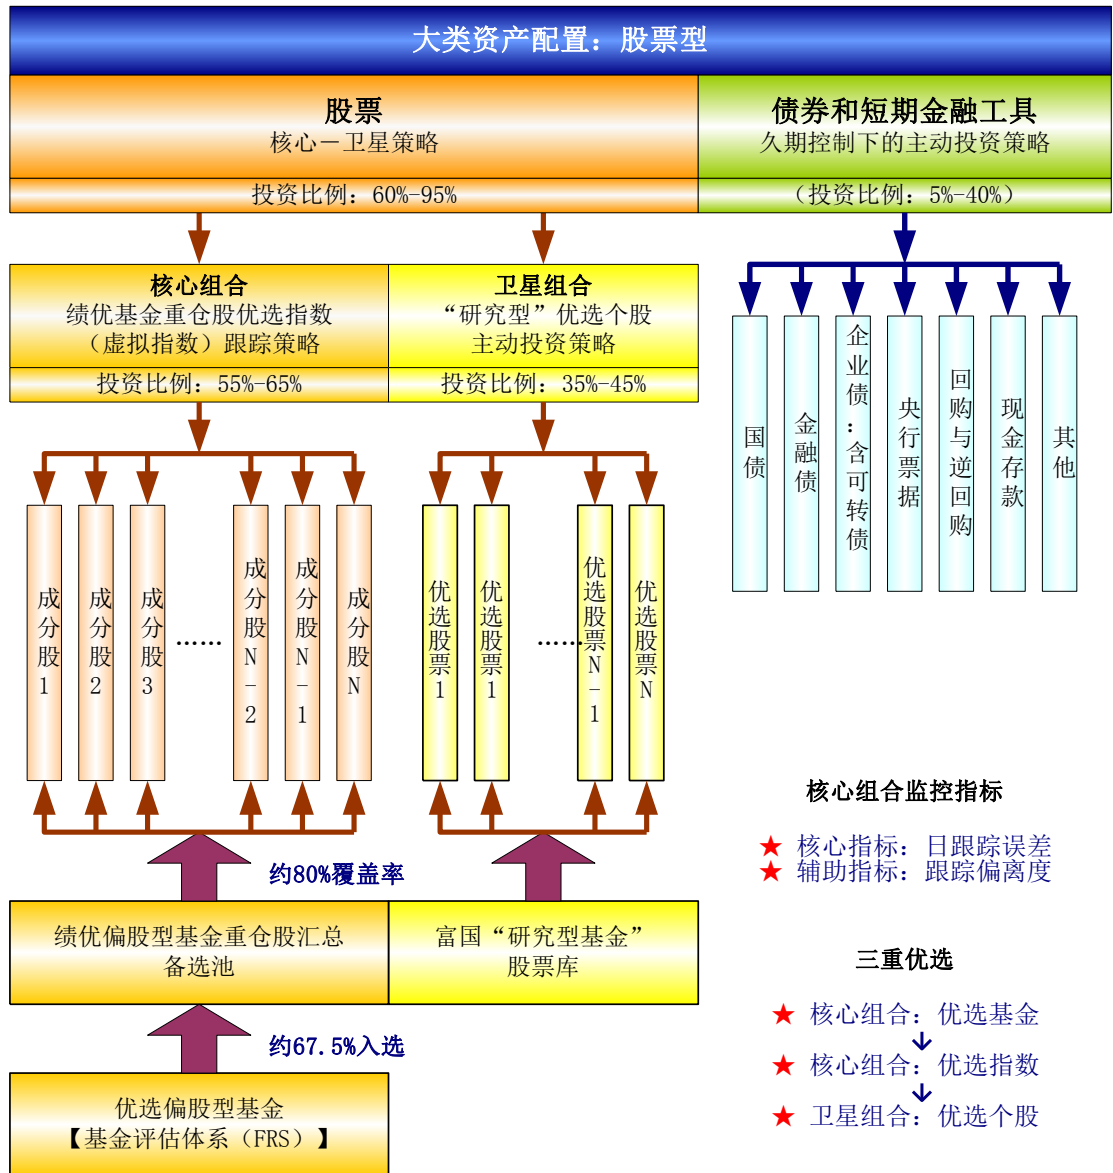 大类资产配置：股票型
股票
核心－卫星策略
投资比例：60%-95%
债券和短期金融工具
久期控制下的主动投资策略
（投资比例：5%-40%）
核心组合
绩优基金重仓股优选指数
（虚拟指数）跟踪策略
投资比例：55%-65%
卫星组合
“研究型”优选个股
主动投资策略
投资比例：35%-45%
国债
金融债
企业债：含可转债
央行票据
回购与逆回购
现金存款
其他
成分股1
成分股2
成分股3
……
成分股N-2
成分股N-1
成分股N
优选股票1
优选股票1
……
优选股票N-1
优选股票N
约80%覆盖率
绩优偏股型基金重仓股汇总
备选池
富国“研究型基金”
股票库
约67.5%入选
优选偏股型基金
【基金评估体系（FRS）】
核心组合监控指标
★ 核心指标：日跟踪误差
★ 辅助指标：跟踪偏离度
三重优选
★ 核心组合：优选基金
★ 核心组合：优选指数
★ 卫星组合：优选个股